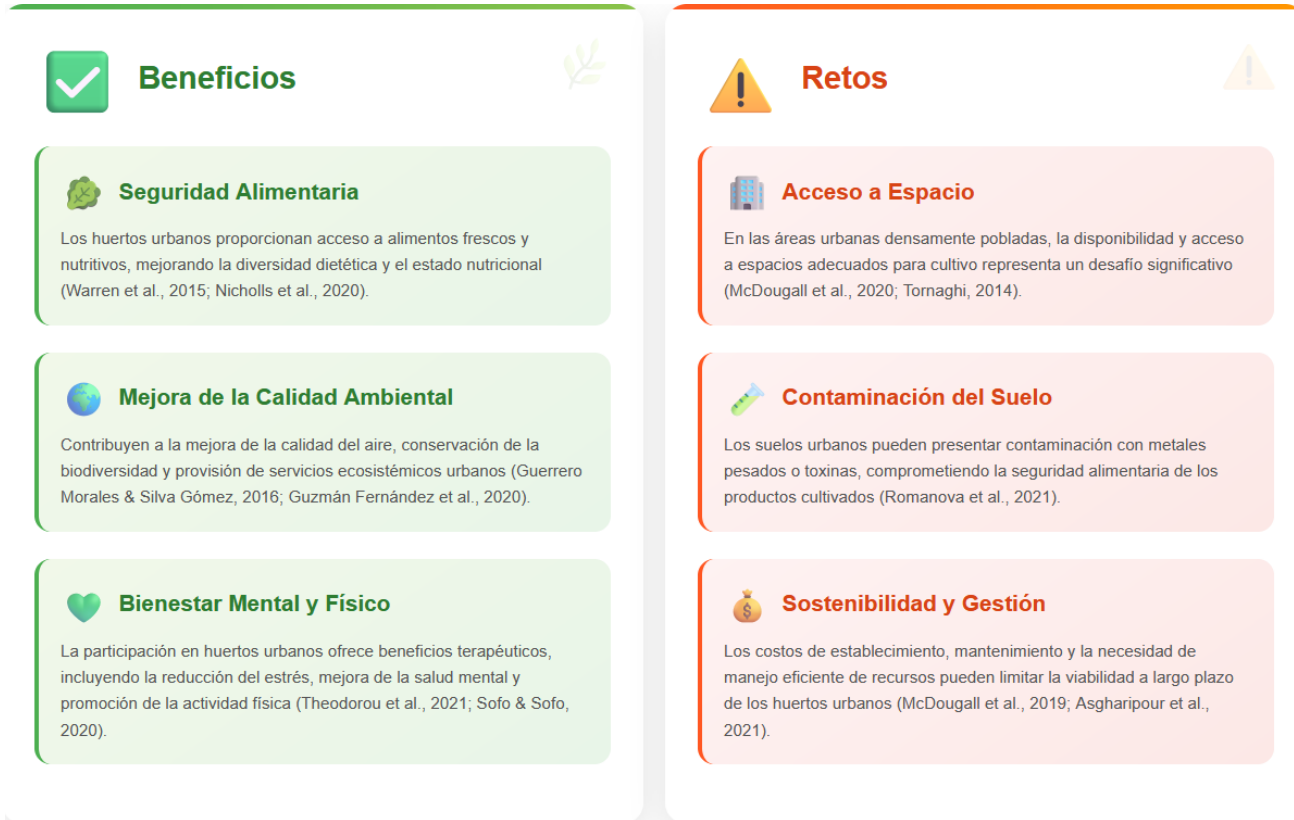 Beneficios
Seguridad Alimentaria
Los huertos urbanos proporcionan acceso a alimentos frescos y
nutritivos, mejorando la diversidad dietética y el estado nutricional
(Warren et al., 2015; Nicholls et al., 2020).
Mejora de la Calidad Ambiental
Contribuyen a la mejora de la calidad del aire, conservación de la
biodiversidad y provisión de servicios ecosistémicos urbanos (Guerrero
Morales & Silva Gómez, 2016; Guzmán Fernández et al., 2020).
Bienestar Mental y Físico
La participación en huertos urbanos ofrece beneficios terapéuticos,
incluyendo la reducción del estrés, mejora de la salud mental y
promoción de la actividad física (Theodorou et al., 2021; Sofo & Sofo,
2020).
Retos
Acceso a Espacio
En las áreas urbanas densamente pobladas, la disponibilidad y acceso
a espacios adecuados para cultivo representa un desafío significativo
(McDougall et al., 2020; Tornaghi, 2014).
Contaminación del Suelo
Los suelos urbanos pueden presentar contaminación con metales
pesados o toxinas, comprometiendo la seguridad alimentaria de los
productos cultivados (Romanova et al., 2021).
Sostenibilidad y Gestión
Los costos de establecimiento, mantenimiento y la necesidad de
manejo eficiente de recursos pueden limitar la viabilidad a largo plazo
de los huertos urbanos (McDougall et al., 2019; Asgharipour et al.,
2021).